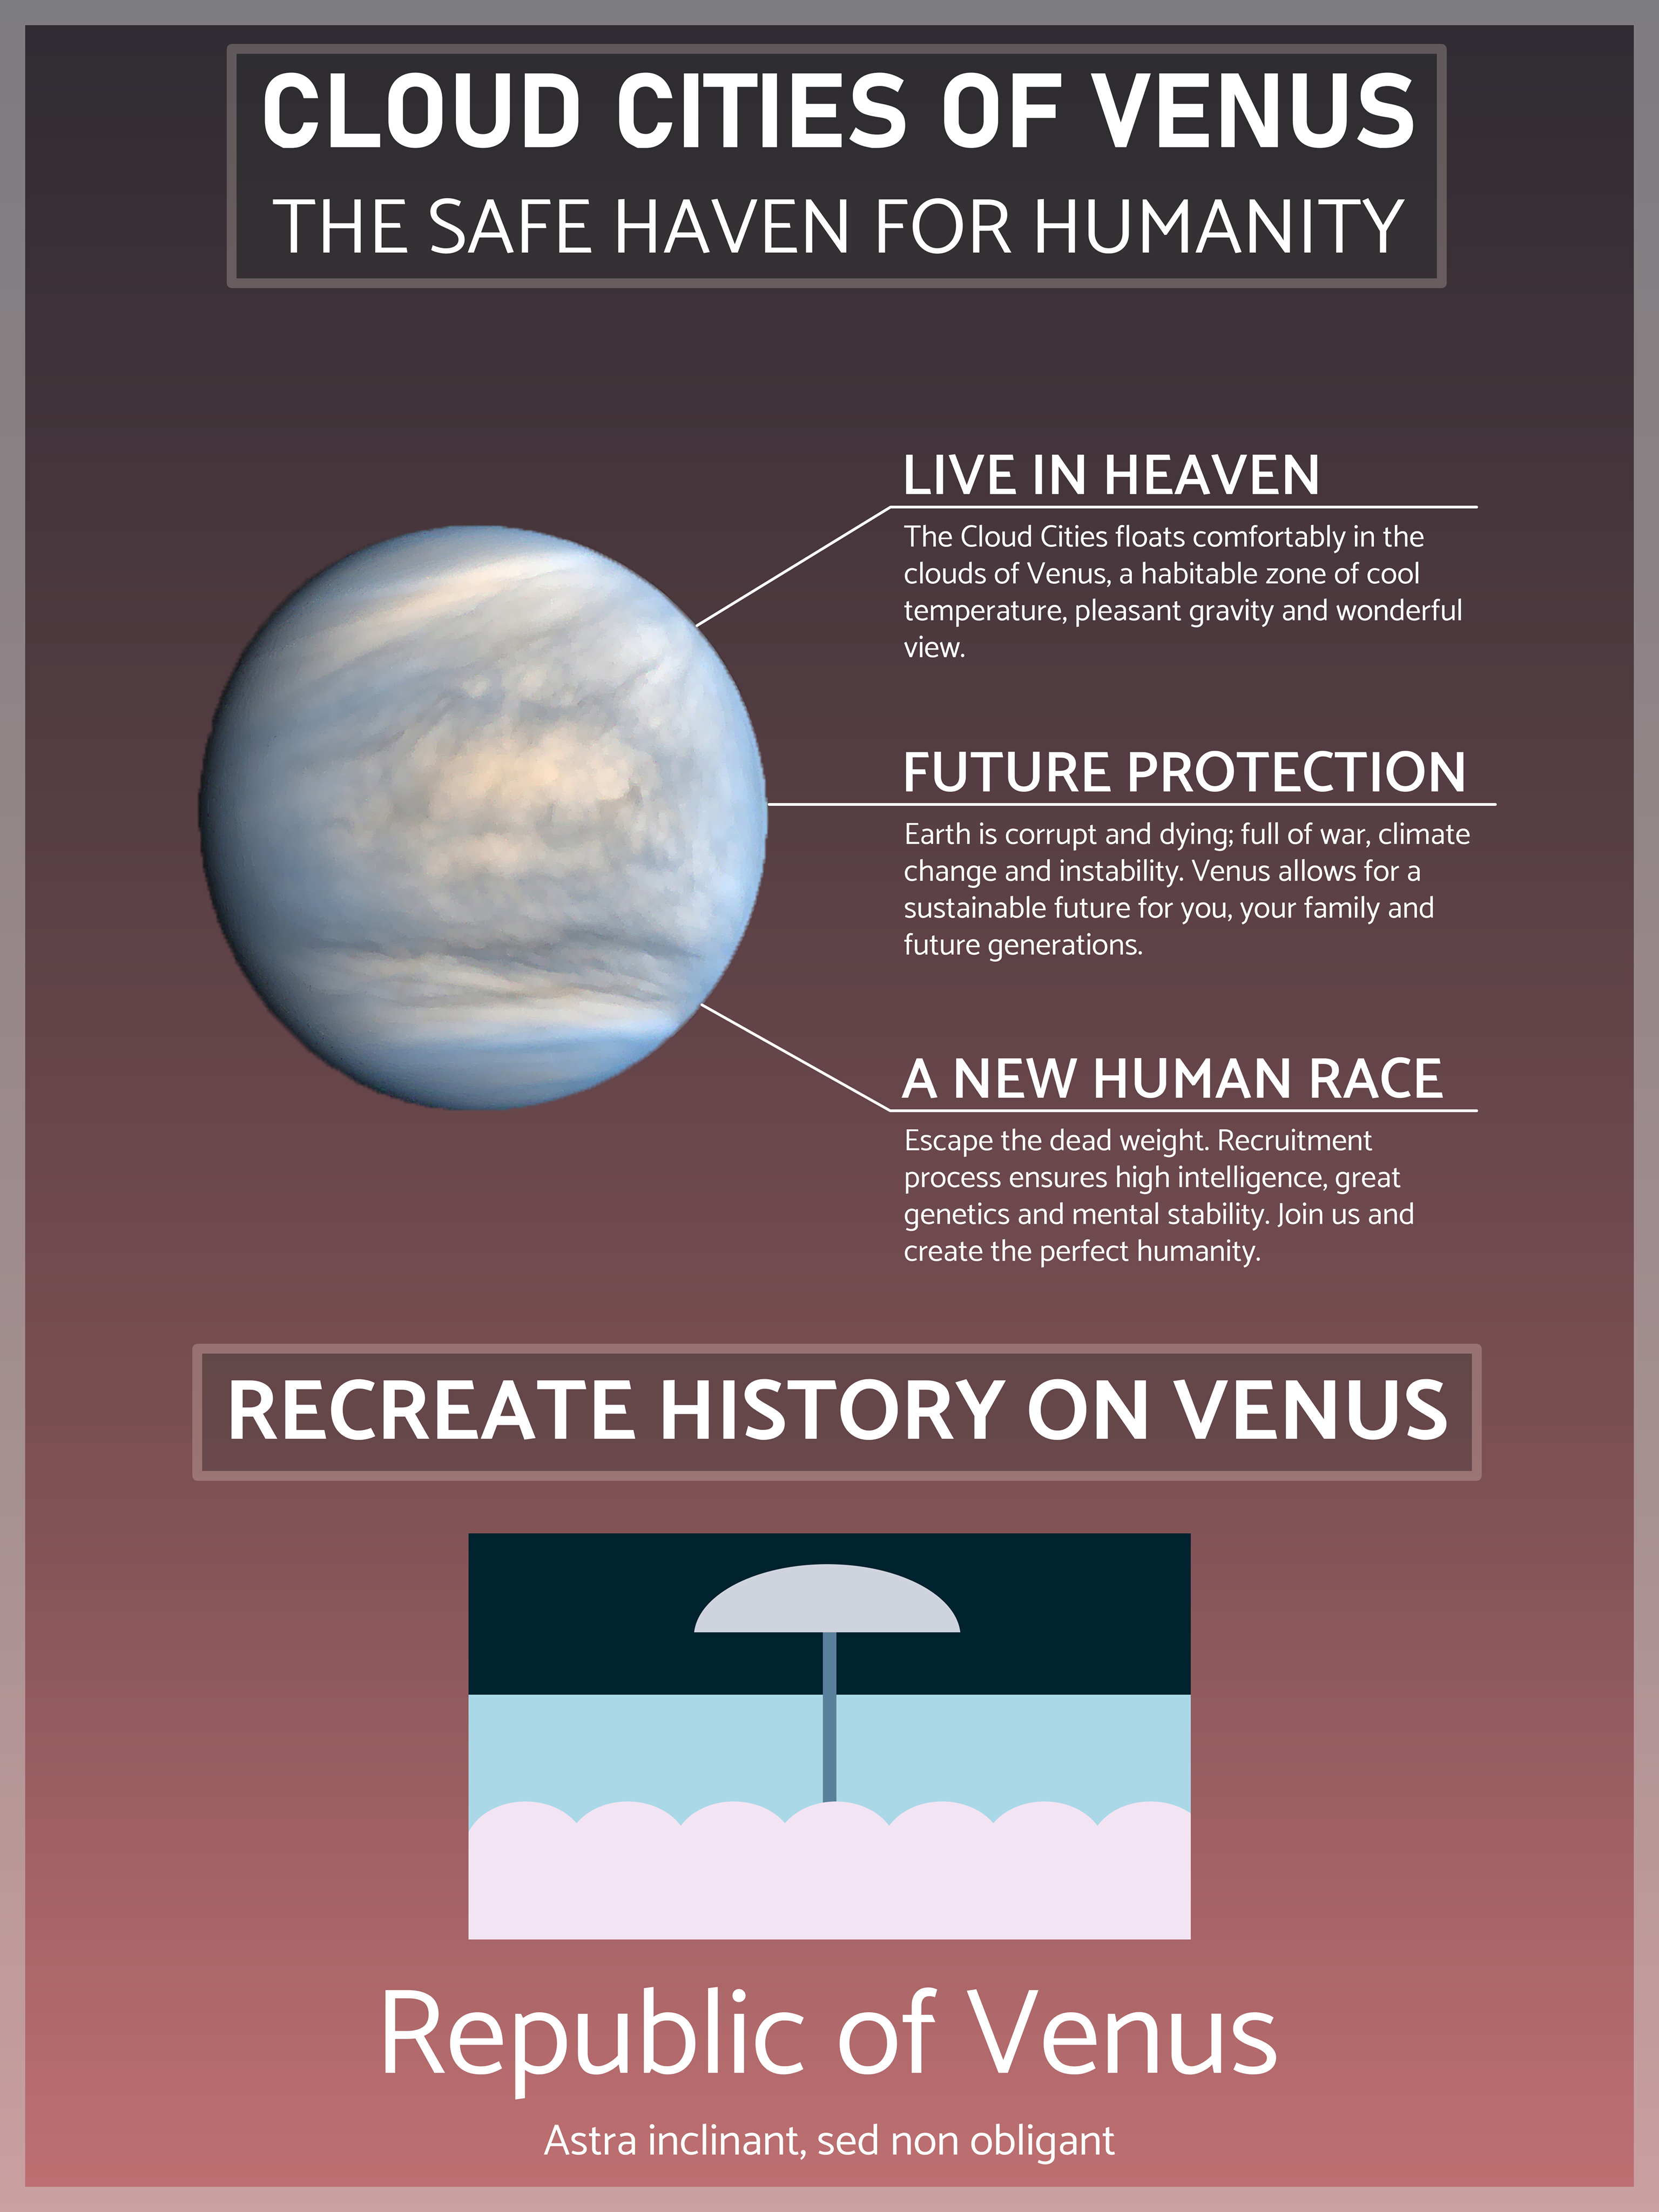 CLOUD CITIES OF VENUS
THE SAFE HAVEN FOR HUMANITY
LIVE IN HEAVEN
The Cloud Cities floats comfortably in the
clouds of Venus, a habitable zone of cool
temperature, pleasant gravity and wonderful
view.
FUTURE PROTECTION
Earth is corrupt and dying; full of war, climate
change and instability. Venus allows for a
sustainable future for you, your family and
future generations.
A NEW HUMAN RACE
Escape the dead weight. Recruitment
process ensures high intelligence, great
genetics and mental stability. Join us and
create the perfect humanity.
RECREATE HISTORY ON VENUS
Republic of Venus
Astra inclinant, sed non obligant